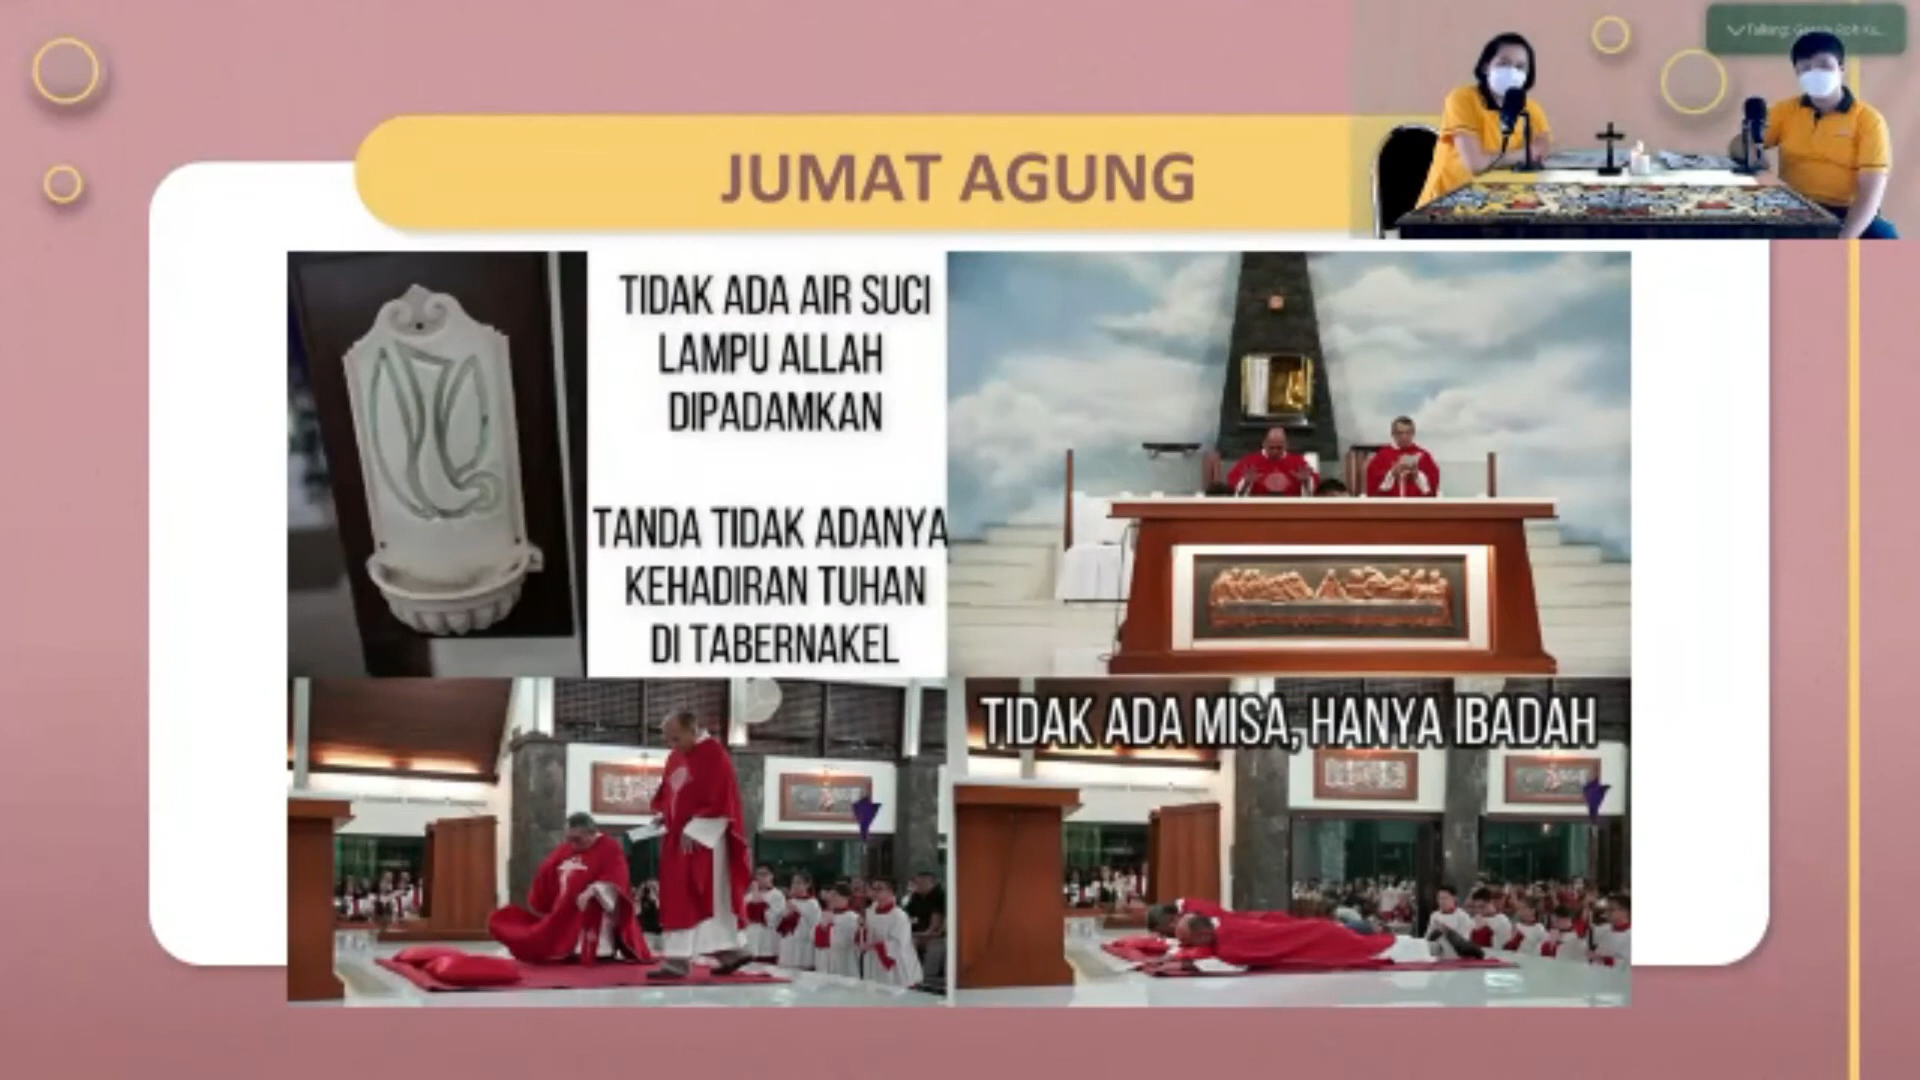 Talking:
JUMAT AGUNG
TIDAK ADA AIR SUCI
LAMPU ALLAH
DIPADAMKAN
TANDA TIDAK ADANYA
KEHADIRAN TUHAN
DI TABERNAKEL
TIDAK ADA MISA, HANYA IBADAH